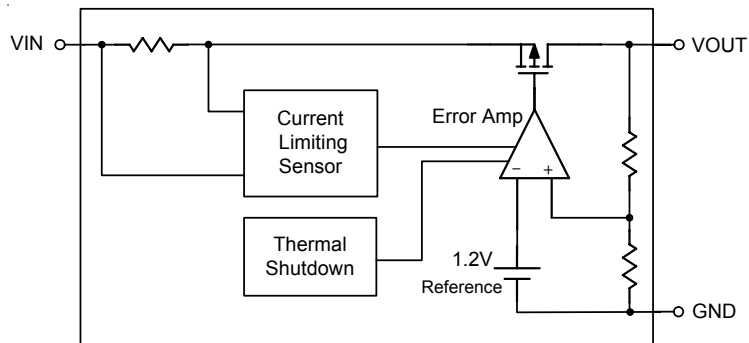 VIN
VOUT
Current
Limiting
Sensor
Error Amp
− +
Thermal
Shutdown
1.2V
Reference
GND